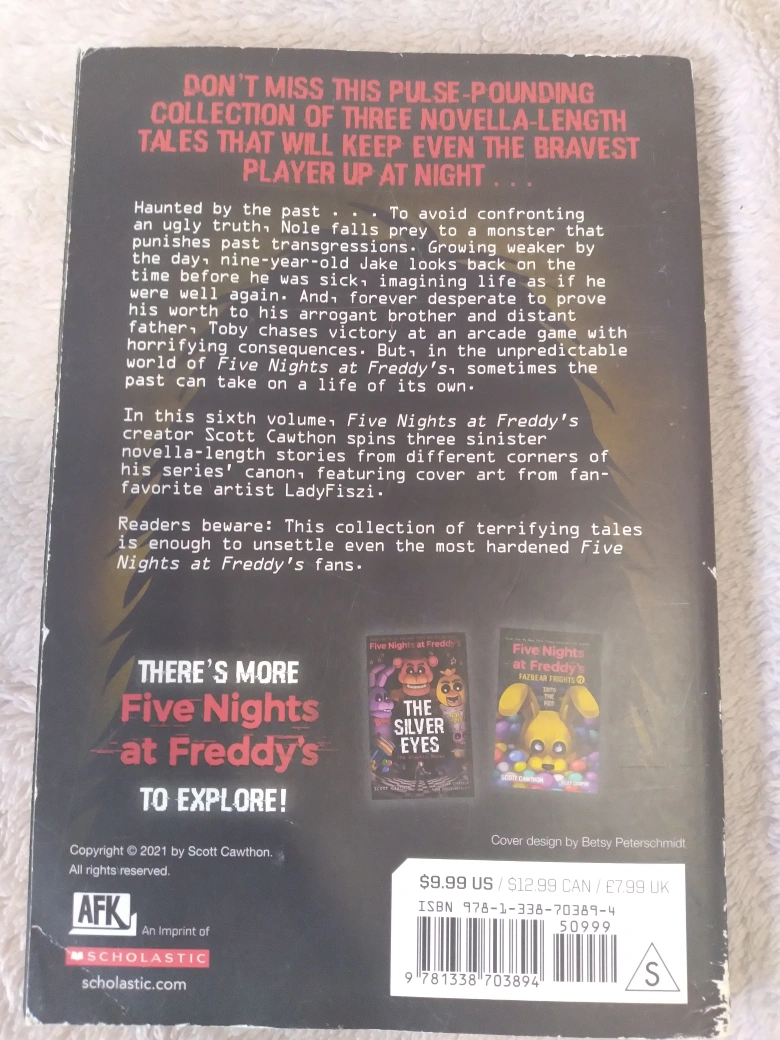 DON'T MISS THIS PULSE-POUNDING
COLLECTION OF THREE NOVELLA-LENGTH
TALES THAT WILL KEEP EVEN THE BRAVEST
PLAYER UP AT NIGHT . . .
Haunted by the past . . . To avoid confronting
an ugly truth, Nole falls prey to a monster that
punishes past transgressions. Growing weaker by
the day, nine-year-old Jake looks back on the
time before he was sick, imagining life as if he
were well again. And, forever desperate to prove
his worth to his arrogant brother and distant
father, Toby chases victory at an arcade game with
horrifying consequences. But, in the unpredictable
world of Five Nights at Freddy's, sometimes the
past can take on a life of its own.
In this sixth volume, Five Nights at Freddy's
creator Scott Cawthon spins three sinister
novella-length stories from different corners of
his series' canon, featuring cover art from fan-
favorite artist LadyFiszi.
Readers beware: This collection of terrifying tales
is enough to unsettle even the most hardened Five
Nights at Freddy's fans.
THERE'S MORE
Five Nights
at Freddy's
TO EXPLORE!
Five Nights at Freddy's
THE
SILVER
EYES
Five Nights
at Freddy's
FAZBEAR FRIGHTS #1
INTO
THE
PIT
SCOTT CAWTHON
Cover design by Betsy Peterschmidt
Copyright © 2021 by Scott Cawthon.
All rights reserved.
AFK
An Imprint of
SCHOLASTIC
scholastic.com
$9.99 US / $12.99 CAN / £7.99 UK
ISBN 978-1-338-70389-4
50999
9 781338 703894
S